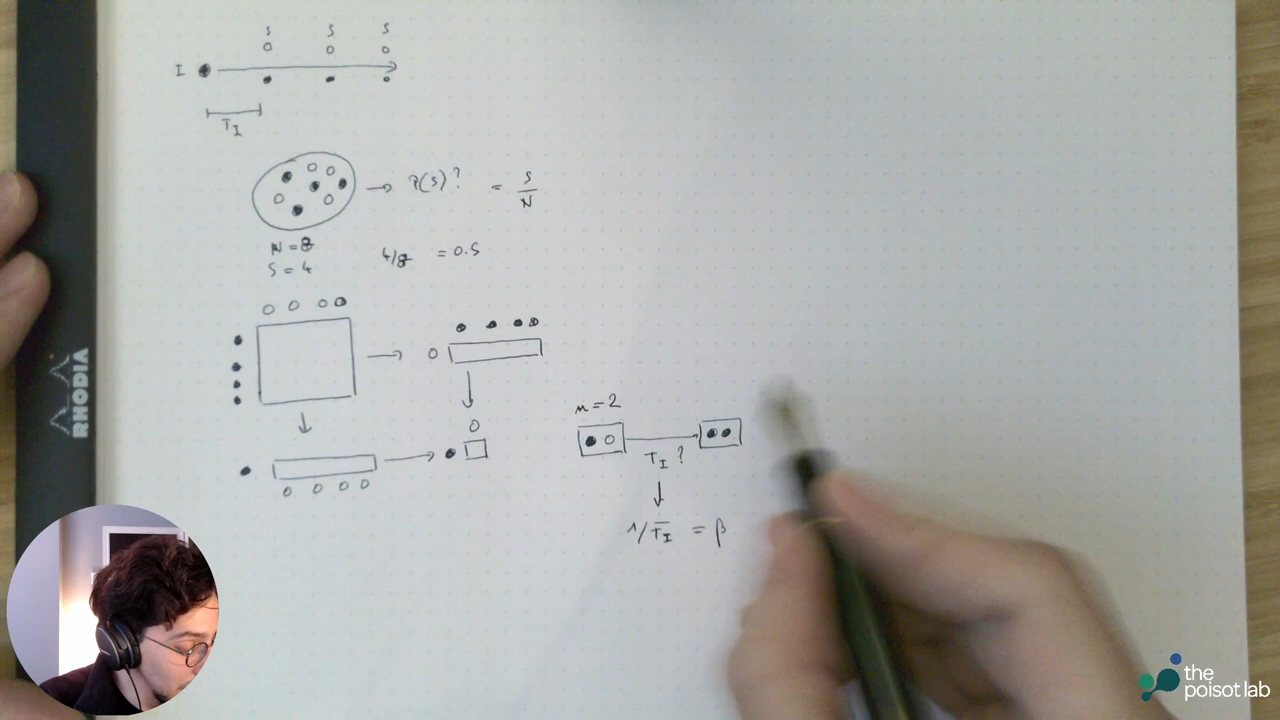 S S S
I
T_I
P(S)? = S/N
N = 8
S = 4
4/8 = 0.5
n = 2
T_I ?
1/T_I = β
RHODIA
the
poisot lab